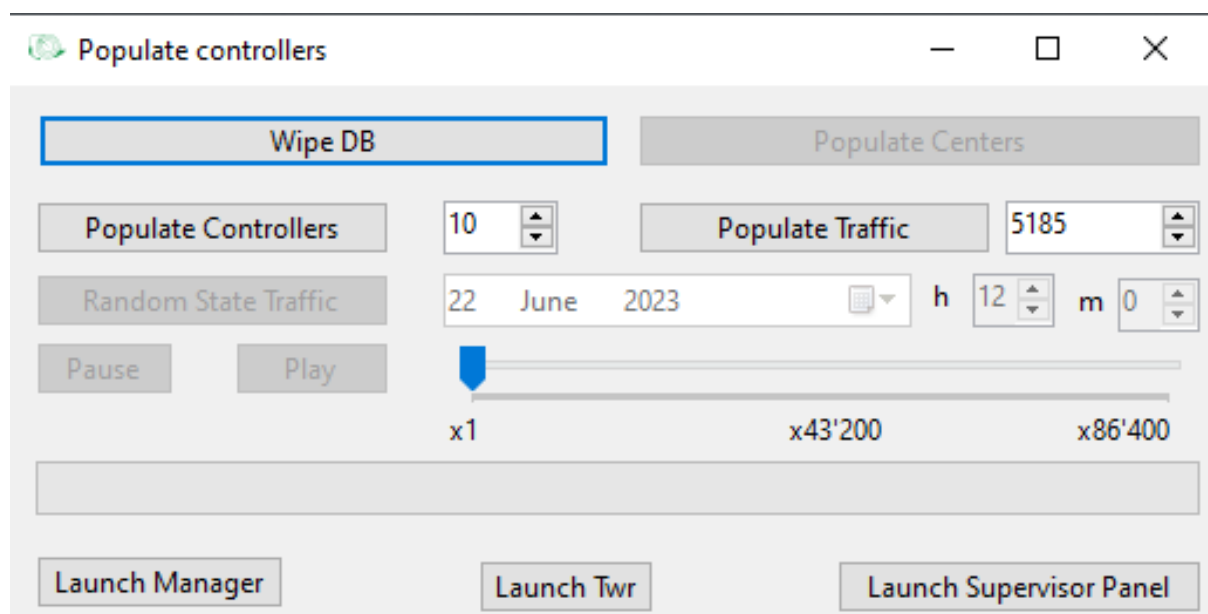 Populate controllers
Wipe DB Populate Centers
Populate Controllers 10 Populate Traffic 5185
Random State Traffic 22 June 2023 h 12 m 0
Pause Play
x1 x43'200 x86'400
Launch Manager Launch Twr Launch Supervisor Panel